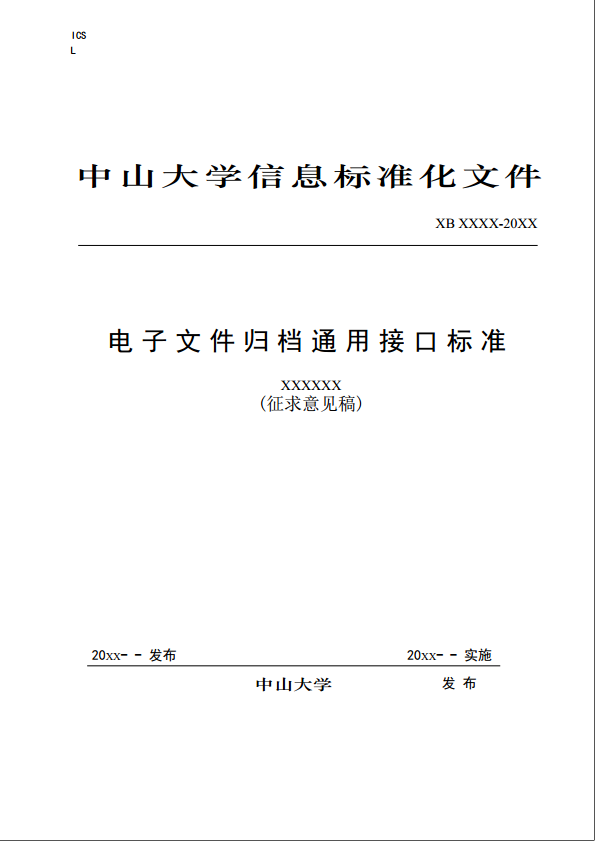 ICS
L
中山大学信息标准化文件
XB XXXX-20XX
电子文件归档通用接口标准
XXXXXX
(征求意见稿)
20xx- - 发布 20xx- - 实施
中山大学 发 布